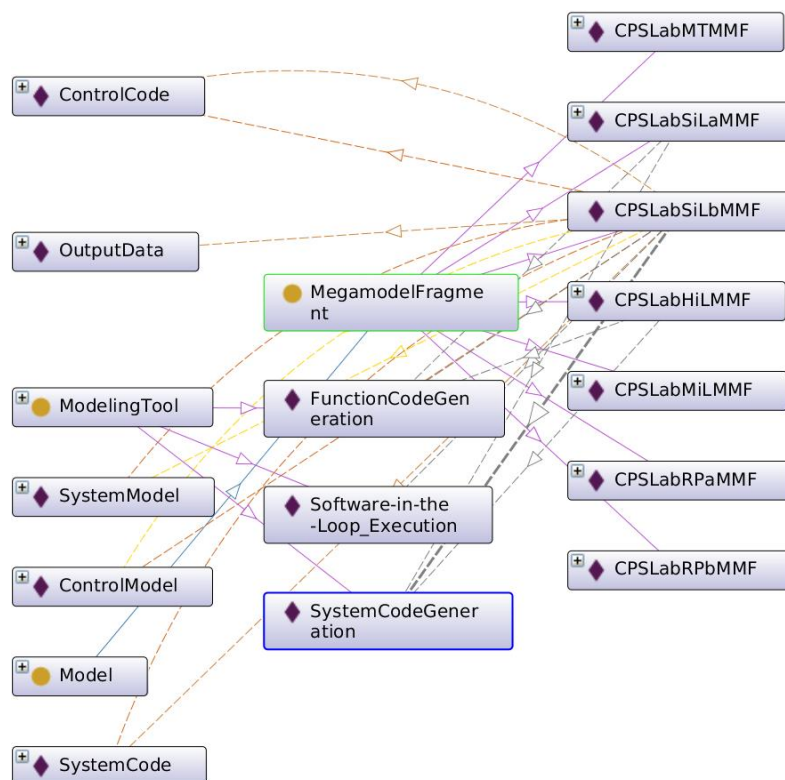 CPSLabMTMMF
ControlCode
CPSLabSiLaMMF
CPSLabSiLbMMF
OutputData
MegamodelFragme
nt
CPSLabHiLMMF
ModelingTool
FunctionCodeGen
eration
CPSLabMiLMMF
SystemModel
Software-in-the
-Loop_Execution
CPSLabRPaMMF
ControlModel
SystemCodeGener
ation
CPSLabRPbMMF
Model
SystemCode